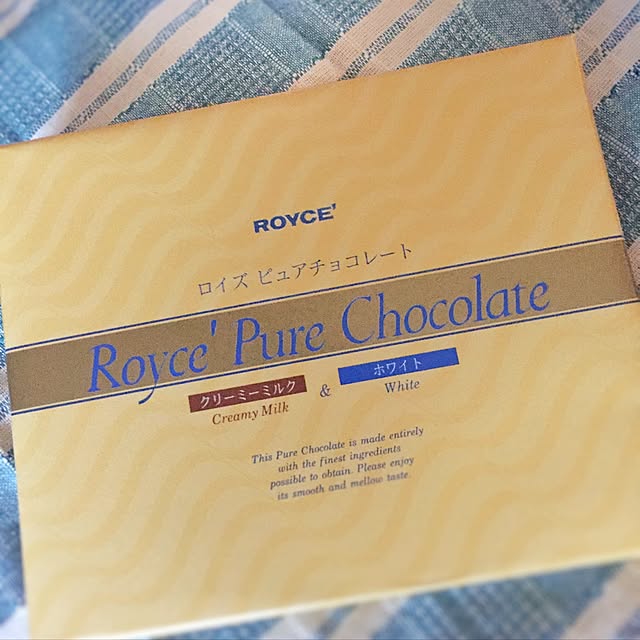 ROYCE'
ロイズ ピュアチョコレート
Royce' Pure Chocolate
クリーミーミルク & ホワイト
Creamy Milk White
This Pure Chocolate is made entirely
with the finest ingredients
possible to obtain. Please enjoy
its smooth and mellow taste.